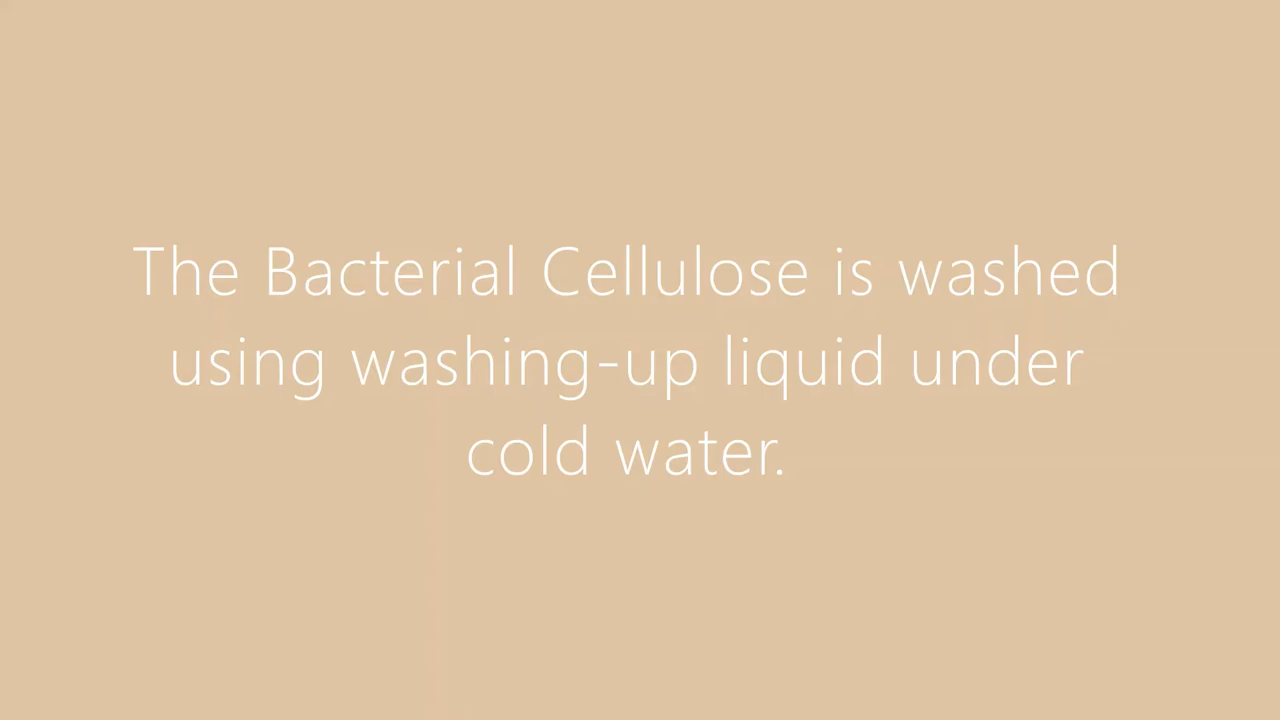 The Bacterial Cellulose is washed
using washing-up liquid under
cold water.